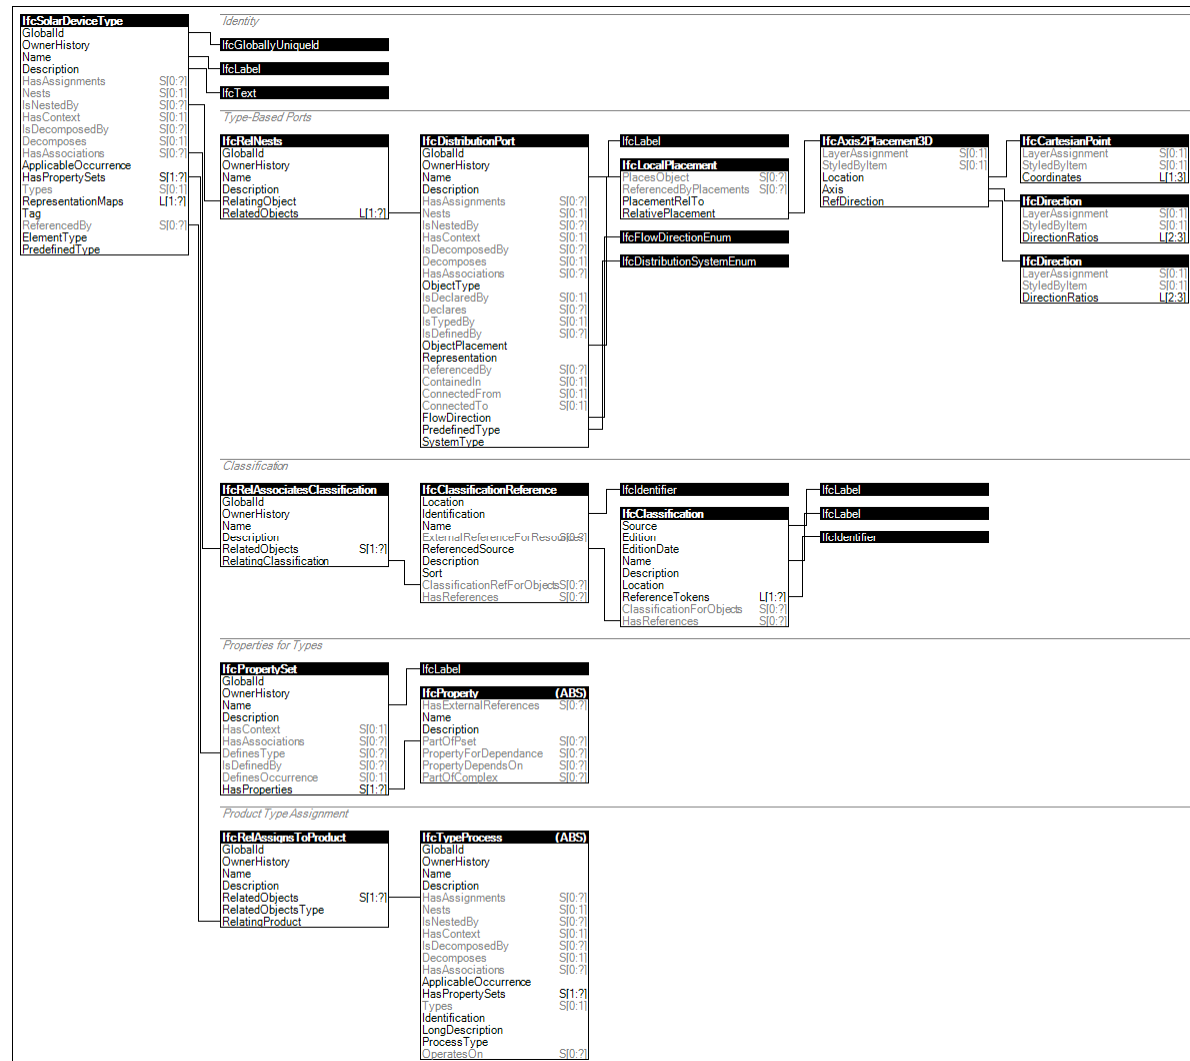 IfcSolarDeviceType
GlobalId
OwnerHistory
Name
Description
HasAssignments S[0:?]
Nests S[0:1]
IsNestedBy S[0:?]
HasContext S[0:1]
IsDecomposedBy S[0:?]
Decomposes S[0:1]
HasAssociations S[0:?]
ApplicableOccurrence
HasPropertySets S[1:?]
Types S[0:1]
RepresentationMaps L[1:?]
Tag
ReferencedBy S[0:?]
ElementType
PredefinedType
Identity
IfcGloballyUniqueId
IfcLabel
IfcText
Type-Based Ports
IfcRelNests
GlobalId
OwnerHistory
Name
Description
RelatingObject
RelatedObjects L[1:?]
IfcDistributionPort
GlobalId
OwnerHistory
Name
Description
HasAssignments S[0:?]
Nests S[0:1]
IsNestedBy S[0:?]
HasContext S[0:1]
IsDecomposedBy S[0:?]
Decomposes S[0:1]
HasAssociations S[0:?]
ObjectType
IsDeclaredBy S[0:1]
Declares S[0:?]
IsTypedBy S[0:1]
IsDefinedBy S[0:?]
ObjectPlacement
Representation
ReferencedBy S[0:?]
ContainedIn S[0:1]
ConnectedFrom S[0:1]
ConnectedTo S[0:1]
FlowDirection
PredefinedType
SystemType
IfcLabel
IfcLocalPlacement
PlacesObject S[0:?]
ReferencedByPlacements S[0:?]
PlacementRelTo
RelativePlacement
IfcFlowDirectionEnum
IfcDistributionSystemEnum
IfcAxis2Placement3D
LayerAssignment S[0:1]
StyledByItem S[0:1]
Location
Axis
RefDirection
IfcCartesianPoint
LayerAssignment S[0:1]
StyledByItem S[0:1]
Coordinates L[1:3]
IfcDirection
LayerAssignment S[0:1]
StyledByItem S[0:1]
DirectionRatios L[2:3]
IfcDirection
LayerAssignment S[0:1]
StyledByItem S[0:1]
DirectionRatios L[2:3]
Classification
IfcRelAssociatesClassification
GlobalId
OwnerHistory
Name
Description
RelatedObjects S[1:?]
RelatingClassification
IfcClassificationReference
Location
Identification
Name
ExternalReferenceForResources S[0:?]
ReferencedSource
Description
Sort
ClassificationRefForObjects S[0:?]
HasReferences S[0:?]
IfcIdentifier
IfcClassification
Source
Edition
EditionDate
Name
Description
Location
ReferenceTokens L[1:?]
ClassificationForObjects S[0:?]
HasReferences S[0:?]
IfcLabel
IfcLabel
IfcIdentifier
Properties for Types
IfcPropertySet
GlobalId
OwnerHistory
Name
Description
HasContext S[0:1]
HasAssociations S[0:?]
DefinesType S[0:?]
IsDefinedBy S[0:?]
DefinesOccurrence S[0:1]
HasProperties S[1:?]
IfcLabel
IfcProperty (ABS)
HasExternalReferences S[0:?]
Name
Description
PartOfPset S[0:?]
PropertyForDependance S[0:?]
PropertyDependsOn S[0:?]
PartOfComplex S[0:?]
Product Type Assignment
IfcRelAssignsToProduct
GlobalId
OwnerHistory
Name
Description
RelatedObjects S[1:?]
RelatedObjectsType
RelatingProduct
IfcTypeProcess (ABS)
GlobalId
OwnerHistory
Name
Description
HasAssignments S[0:?]
Nests S[0:1]
IsNestedBy S[0:?]
HasContext S[0:1]
IsDecomposedBy S[0:?]
Decomposes S[0:1]
HasAssociations S[0:?]
ApplicableOccurrence
HasPropertySets S[1:?]
Types S[0:1]
Identification
LongDescription
ProcessType
OperatesOn S[0:?]